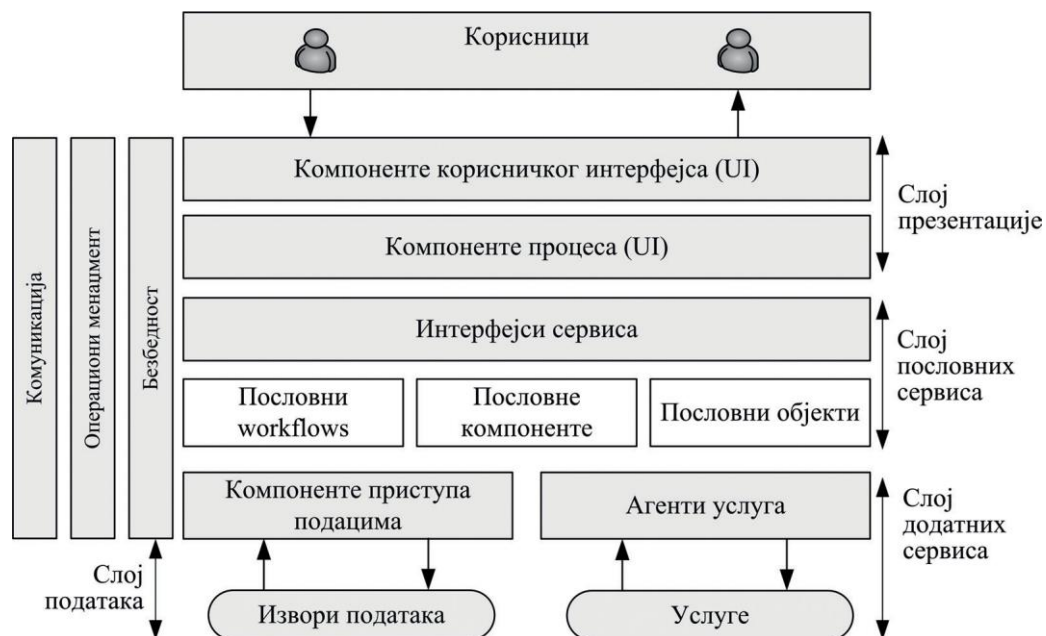 Корисници
Компоненте корисничког интерфејса (UI)
Компоненте процеса (UI)
Слој
презентације
Комуникација
Операциони менаџмент
Безбедност
Интерфејси сервиса
Пословни
workflows
Пословне
компоненте
Пословни објекти
Слој
пословних
сервиса
Компоненте приступа
подацима
Агенти услуга
Слој
додатних
сервиса
Слој
података
Извори података
Услуге